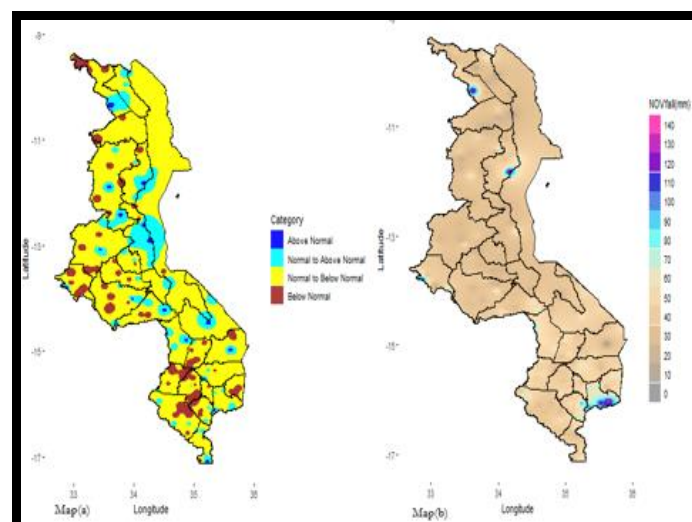 -9
-11
-13
-15
-17
Latitude
33
34
35
36
Longitude
Map(a)
Category
Above Normal
Normal to Above Normal
Normal to Below Normal
Below Normal
-9
-11
-13
-15
-17
Latitude
33
34
35
36
Longitude
Map(b)
NOVfall(mm)
140
130
120
110
100
90
80
70
60
50
40
30
20
10
0